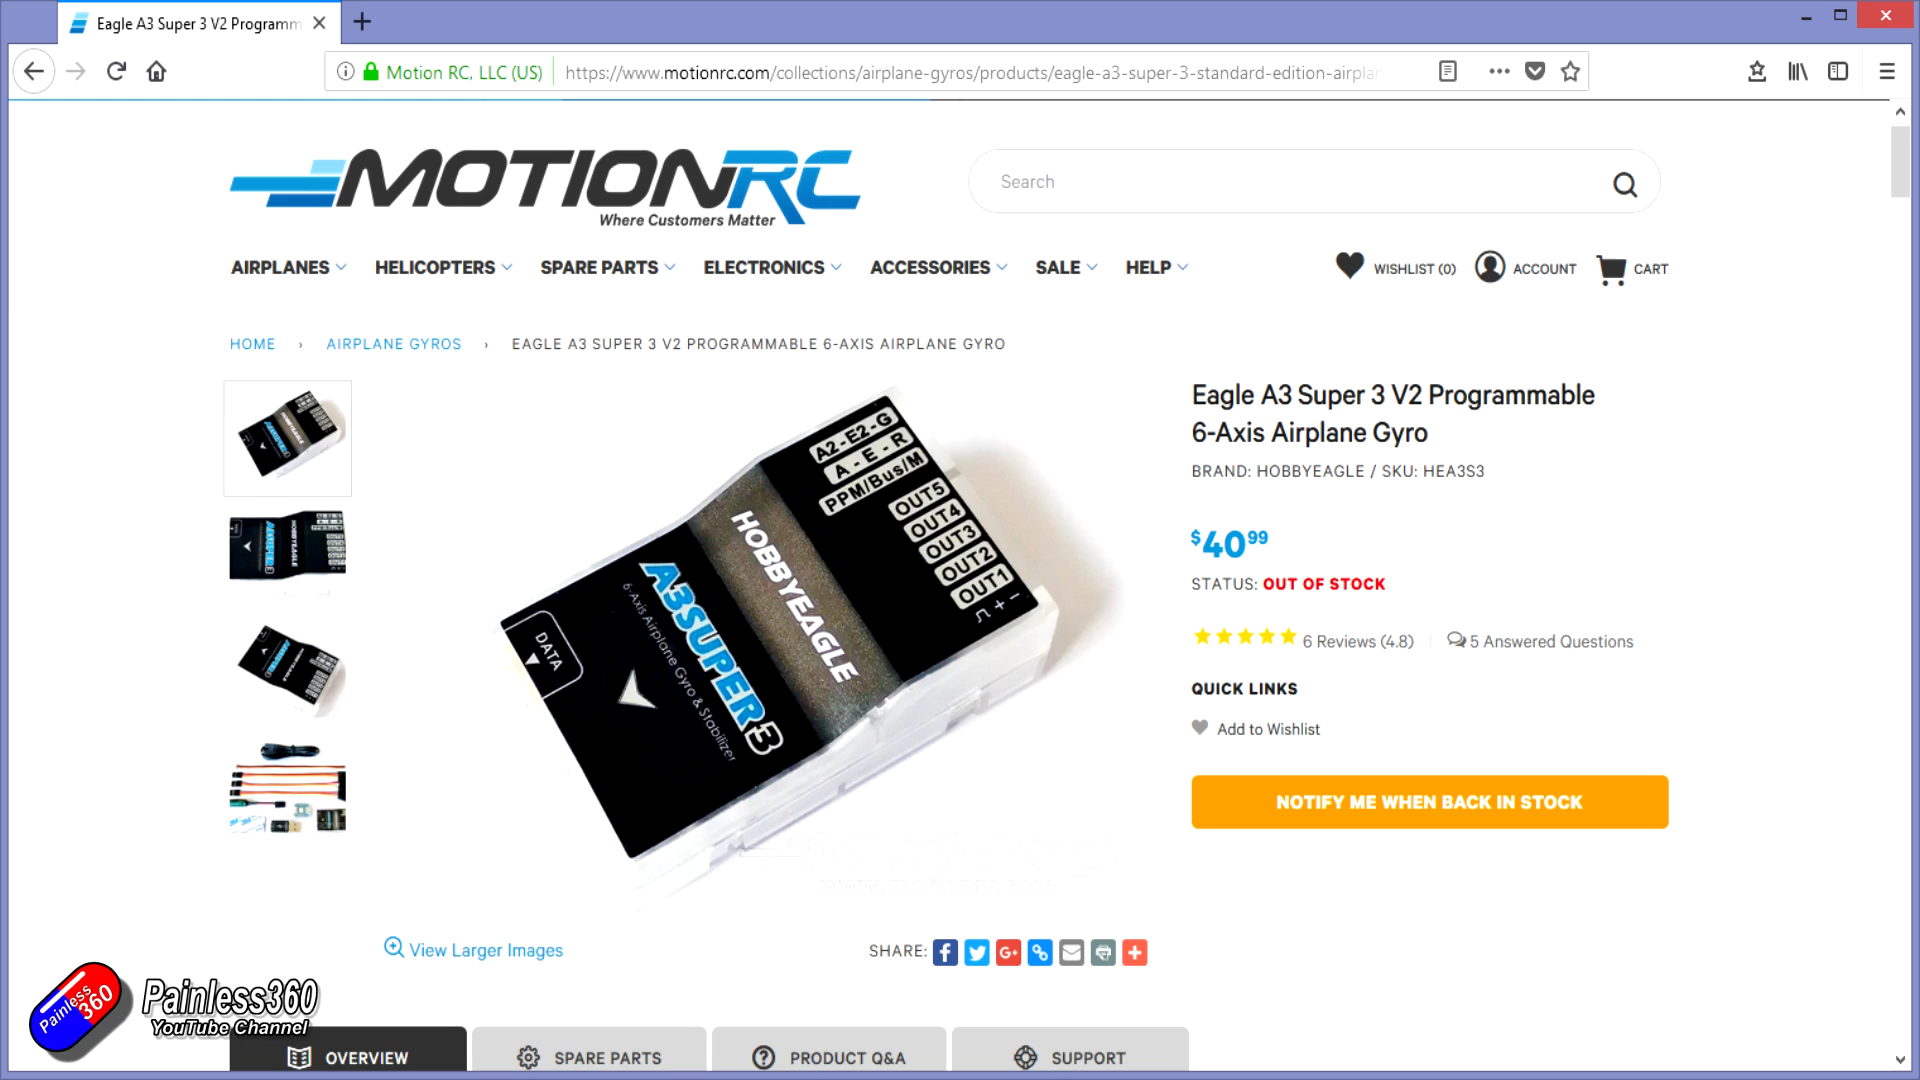 Eagle A3 Super 3 V2 Programm
Motion RC, LLC (US)
https://www.motionrc.com/collections/airplane-gyros/products/eagle-a3-super-3-standard-edition-airpla
MOTIONRC
Where Customers Matter
Search
AIRPLANES
HELICOPTERS
SPARE PARTS
ELECTRONICS
ACCESSORIES
SALE
HELP
WISHLIST (0)
ACCOUNT
CART
HOME › AIRPLANE GYROS › EAGLE A3 SUPER 3 V2 PROGRAMMABLE 6-AXIS AIRPLANE GYRO
A2-E2-G
A - E - R
PPM/Bus/M
OUT5
OUT4
OUT3
OUT2
OUT1
HOBBYEAGLE
A3SUPER3
6-Axis Airplane Gyro & Stabilizer
DATA
Eagle A3 Super 3 V2 Programmable
6-Axis Airplane Gyro
BRAND: HOBBYEAGLE / SKU: HEA3S3
$40.99
STATUS: OUT OF STOCK
6 Reviews (4.8)
5 Answered Questions
QUICK LINKS
Add to Wishlist
NOTIFY ME WHEN BACK IN STOCK
View Larger Images
SHARE:
Painless
360
Painless360
YouTube Channel
OVERVIEW
SPARE PARTS
PRODUCT Q&A
SUPPORT